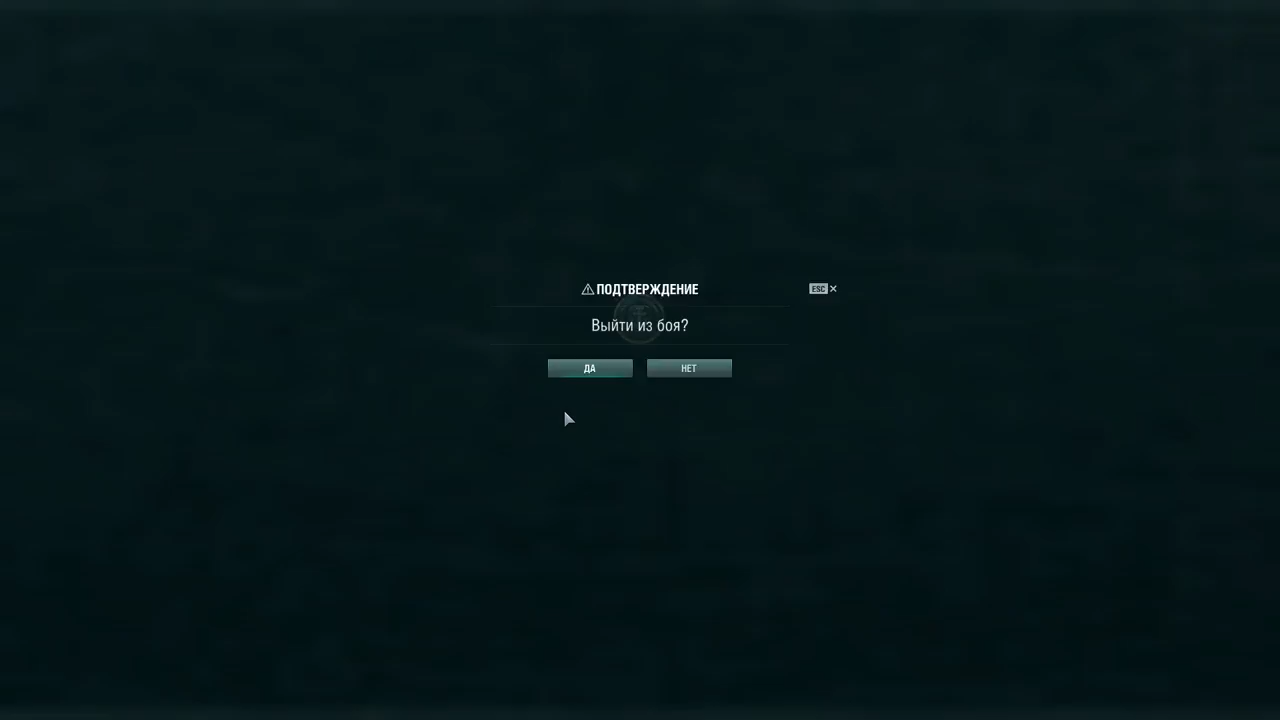 ПОДТВЕРЖДЕНИЕ
ESC ×
Выйти из боя?
ДА
НЕТ